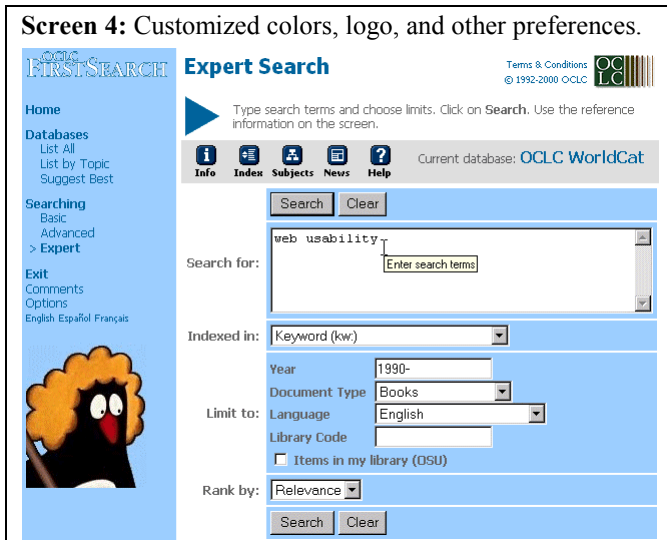 Screen 4: Customized colors, logo, and other preferences.
OCLC
FIRSTSEARCH
Expert Search
Terms & Conditions
© 1992-2000 OCLC
OC
LC
Home
Databases
List All
List by Topic
Suggest Best
Searching
Basic
Advanced
> Expert
Exit
Comments
Options
English Español Français
Type search terms and choose limits. Click on Search. Use the reference
information on the screen.
Info Index Subjects News Help
Current database: OCLC WorldCat
Search Clear
Search for: web usability
Enter search terms
Indexed in: Keyword (kw:)
Limit to:
Year 1990-
Document Type Books
Language English
Library Code
Items in my library (OSU)
Rank by: Relevance
Search Clear